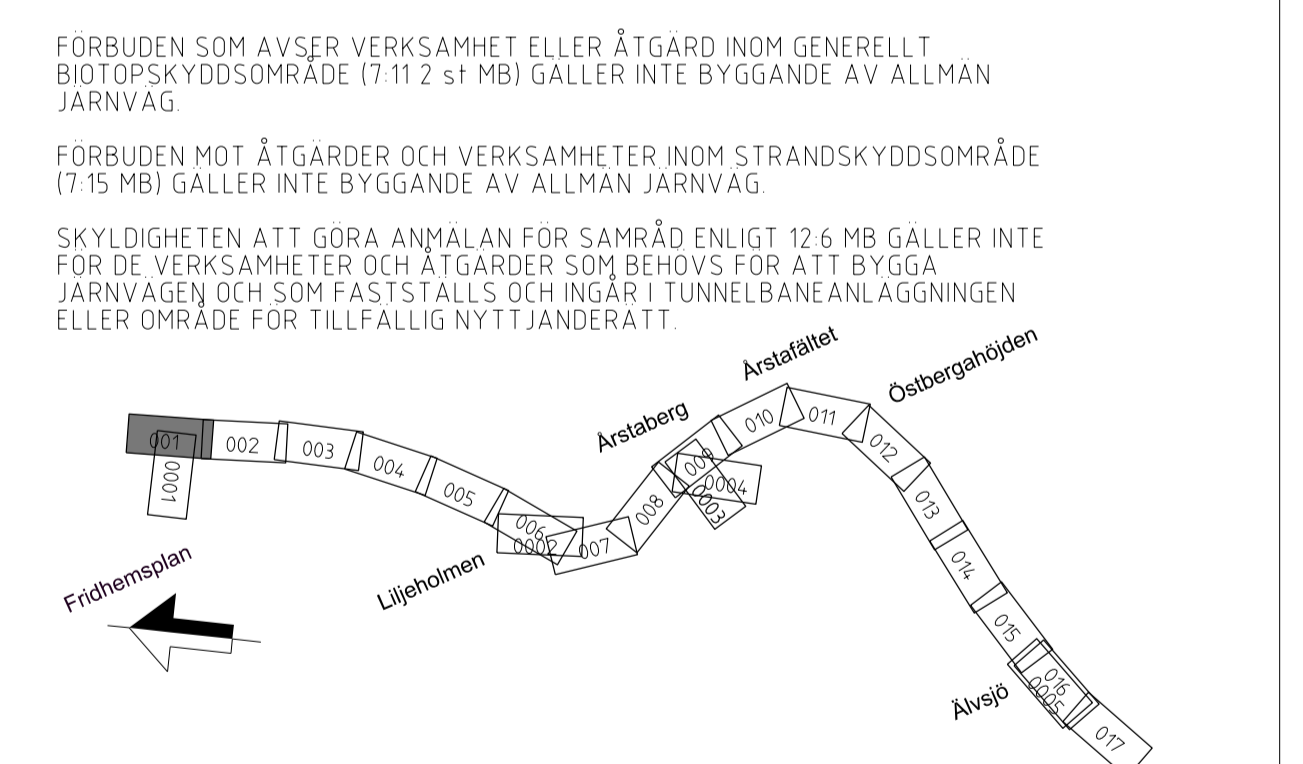 FÖRBUDEN SOM AVSER VERKSAMHET ELLER ÅTGÄRD INOM GENERELLT
BIOTOPSKYDDSOMRÅDE (7:11 2 st MB) GÄLLER INTE BYGGANDE AV ALLMÄN
JÄRNVÄG.
FÖRBUDEN MOT ÅTGÄRDER OCH VERKSAMHETER INOM STRANDSKYDDSOMRÅDE
(7:15 MB) GÄLLER INTE BYGGANDE AV ALLMÄN JÄRNVÄG.
SKYLDIGHETEN ATT GÖRA ANMÄLAN FÖR SAMRÅD ENLIGT 12:6 MB GÄLLER INTE
FÖR DE VERKSAMHETER OCH ÅTGÄRDER SOM BEHÖVS FÖR ATT BYGGA
JÄRNVÄGEN OCH SOM FASTSTÄLLS OCH INGÅR I TUNNELBANEANLÄGGNINGEN
ELLER OMRÅDE FÖR TILLFÄLLIG NYTTJANDERÄTT.
Årstafältet
Östbergahöjden
Årstaberg
001
002
003
004
005
006
007
008
009
010
011
012
013
014
015
016
017
0001
0002
0003
0004
0005
Fridhemsplan
Liljeholmen
Älvsjö